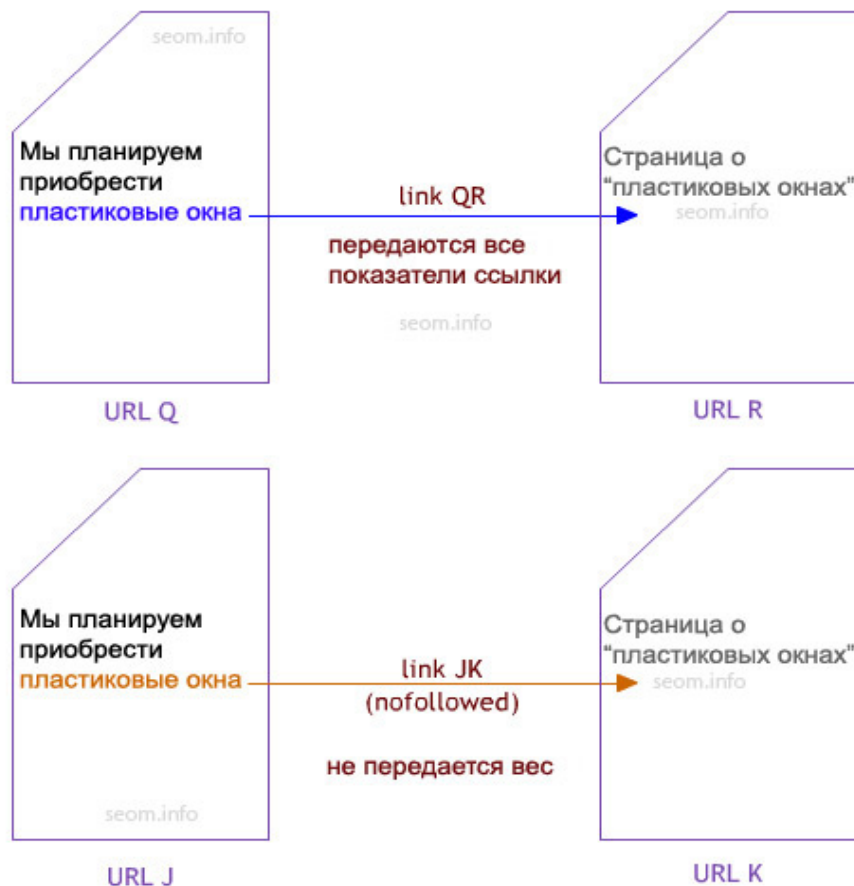 seom.info
Мы планируем
приобрести
пластиковые окна
link QR
передаются все
показатели ссылки
seom.info
Страница о
“пластиковых окнах"
seom.info
URL Q
URL R
Мы планируем
приобрести
пластиковые окна
link JK
(nofollowed)
не передается вес
Страница о
“пластиковых окнах"
seom.info
seom.info
URL J
URL K